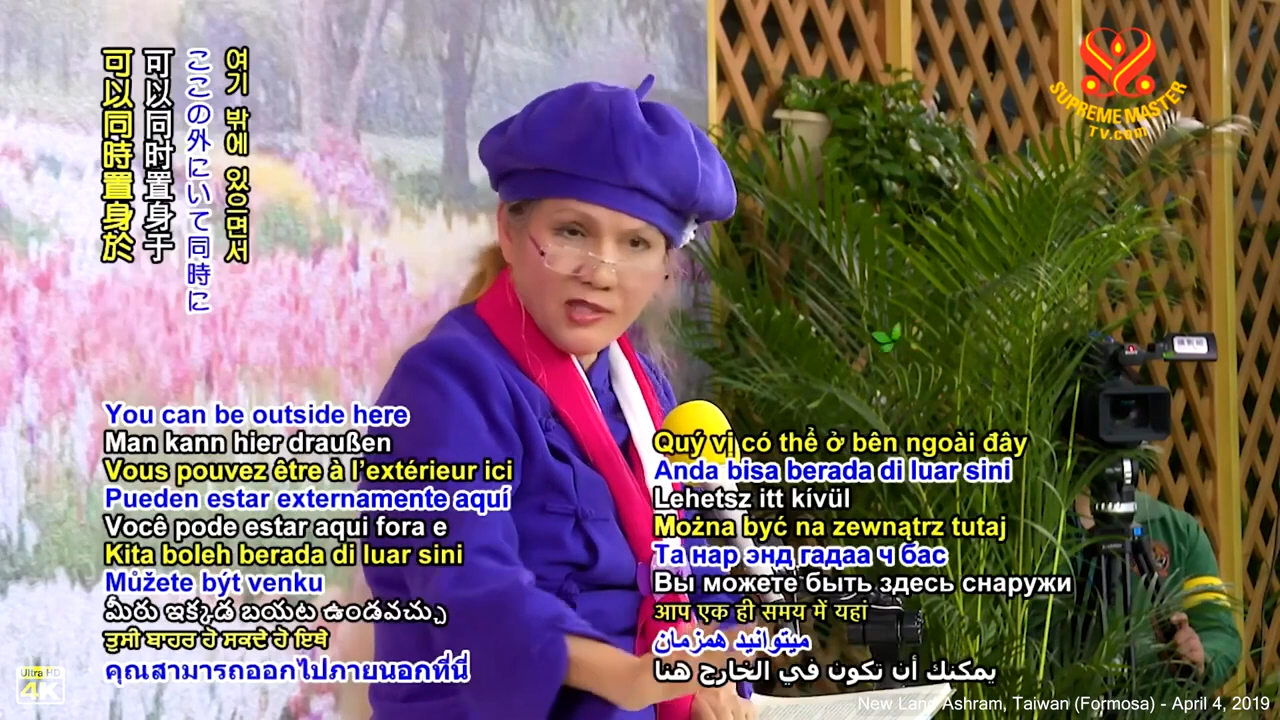 可以同時置身於
可以同时置身于
ここの外にいて同時に
여기 밖에 있으면서
SUPREME MASTER
TV.com
You can be outside here
Man kann hier draußen
Vous pouvez être à l'extérieur ici
Pueden estar externamente aquí
Você pode estar aqui fora e
Kita boleh berada di luar sini
Můžete být venku
మీరు ఇక్కడ బయట ఉండవచ్చు
ਤੁਸੀ ਬਾਹਰ ਹੋ ਸਕਦੇ ਹੋ ਇਥੇ
คุณสามารถออกไปภายนอกที่นี่
Quý vị có thể ở bên ngoài đây
Anda bisa berada di luar sini
Lehetsz itt kívül
Można być na zewnątrz tutaj
Та нар энд гадаа ч бас
Вы можете быть здесь снаружи
आप एक ही समय में यहां
میتوانید همزمان
يمكنك أن تكون في الخارج هنا
Ultra HD
4K
New Land Ashram, Taiwan (Formosa) - April 4, 2019